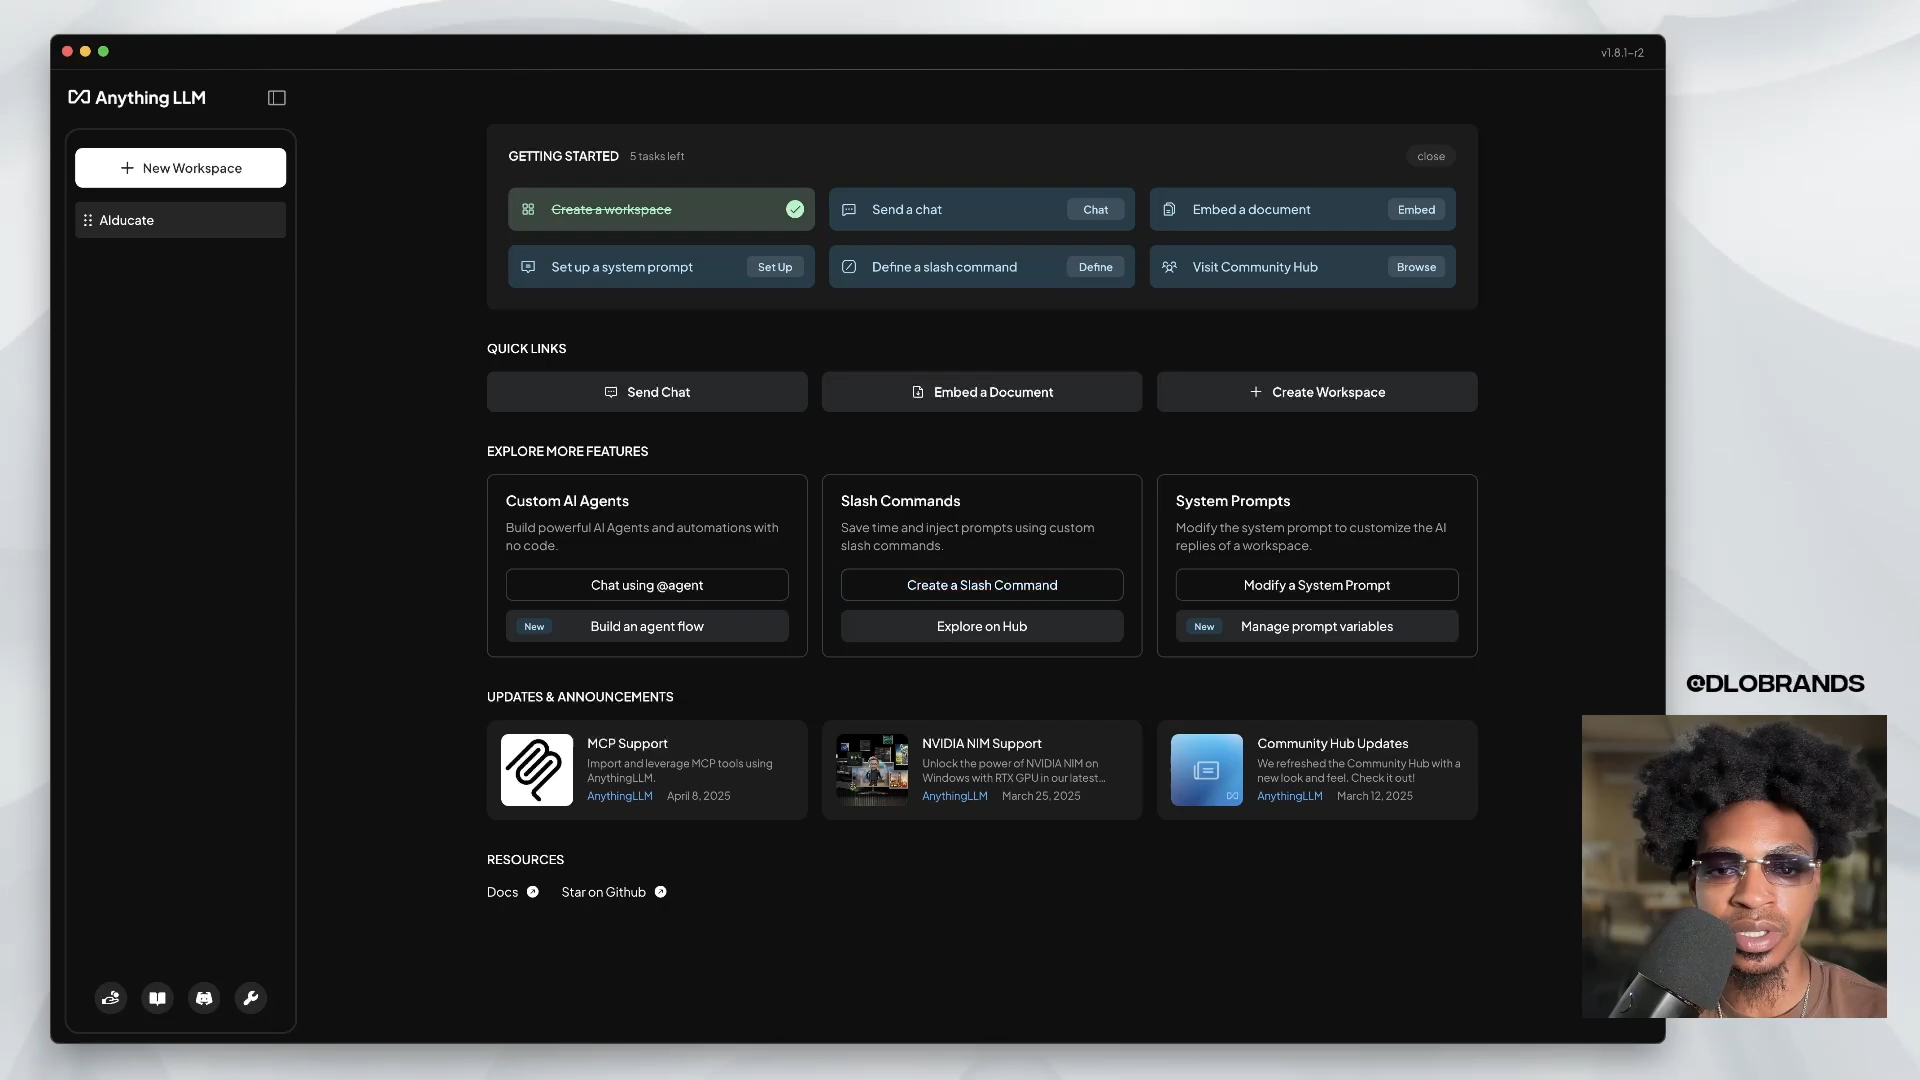 v1.8.1-r2
Anything LLM
New Workspace
AIducate
GETTING STARTED 5 tasks left
close
Create a workspace
Send a chat
Chat
Embed a document
Embed
Set up a system prompt
Set Up
Define a slash command
Define
Visit Community Hub
Browse
QUICK LINKS
Send Chat
Embed a Document
Create Workspace
EXPLORE MORE FEATURES
Custom AI Agents
Build powerful AI Agents and automations with
no code.
Chat using @agent
New Build an agent flow
Slash Commands
Save time and inject prompts using custom
slash commands.
Create a Slash Command
Explore on Hub
System Prompts
Modify the system prompt to customize the AI
replies of a workspace.
Modify a System Prompt
New Manage prompt variables
UPDATES & ANNOUNCEMENTS
MCP Support
Import and leverage MCP tools using
AnythingLLM.
AnythingLLM April 8, 2025
NVIDIA NIM Support
Unlock the power of NVIDIA NIM on
Windows with RTX GPU in our latest...
AnythingLLM March 25, 2025
Community Hub Updates
We refreshed the Community Hub with a
new look and feel. Check it out!
AnythingLLM March 12, 2025
RESOURCES
Docs
Star on Github
@DLOBRANDS